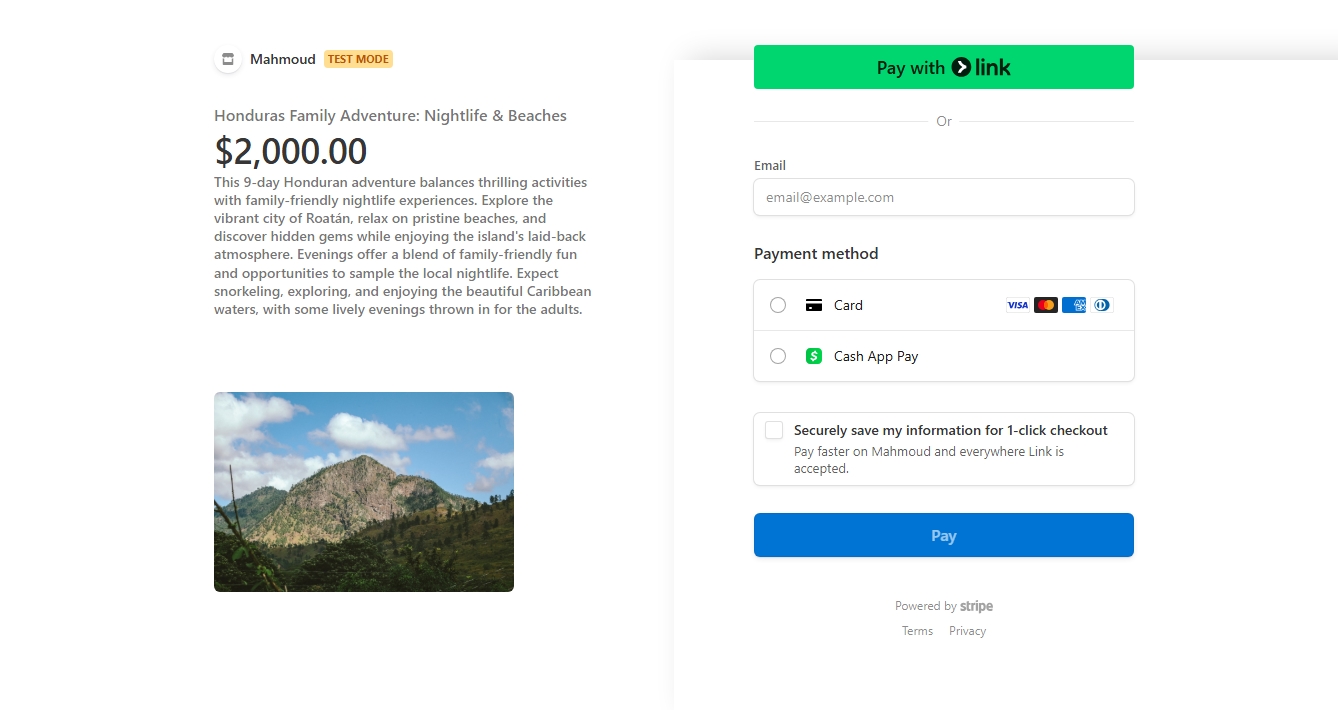 Mahmoud TEST MODE
Honduras Family Adventure: Nightlife & Beaches
$2,000.00
This 9-day Honduran adventure balances thrilling activities
with family-friendly nightlife experiences. Explore the
vibrant city of Roatán, relax on pristine beaches, and
discover hidden gems while enjoying the island's laid-back
atmosphere. Evenings offer a blend of family-friendly fun
and opportunities to sample the local nightlife. Expect
snorkeling, exploring, and enjoying the beautiful Caribbean
waters, with some lively evenings thrown in for the adults.
Pay with link
Or
Email
email@example.com
Payment method
Card VISA AM EX
$ Cash App Pay
Securely save my information for 1-click checkout
Pay faster on Mahmoud and everywhere Link is
accepted.
Pay
Powered by stripe
Terms Privacy